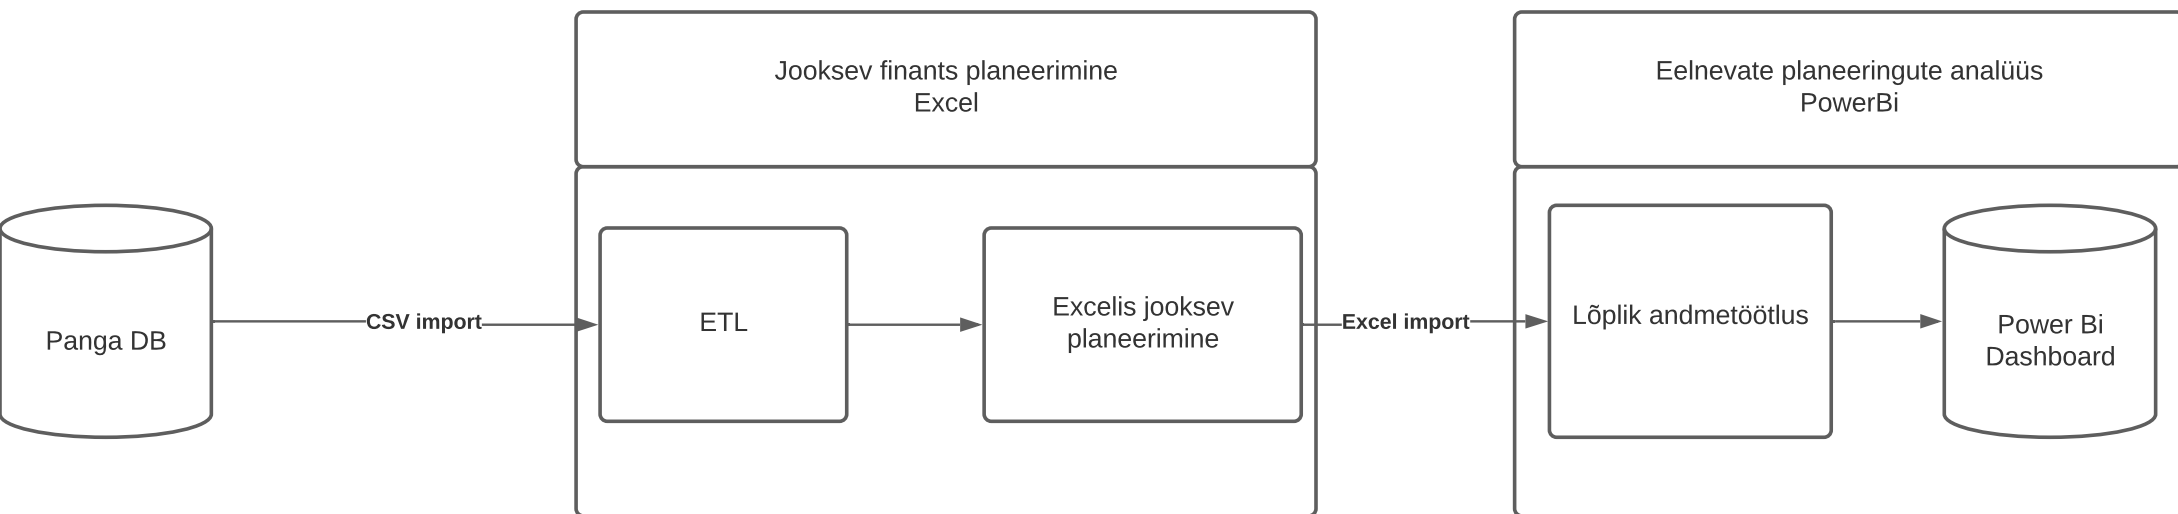 Jooksev finants planeerimine
Excel
Eelnevate planeeringute analüüs
PowerBi
Panga DB
CSV import
ETL
Excelis jooksev
planeerimine
Excel import
Lõplik andmetöötlus
Power Bi
Dashboard